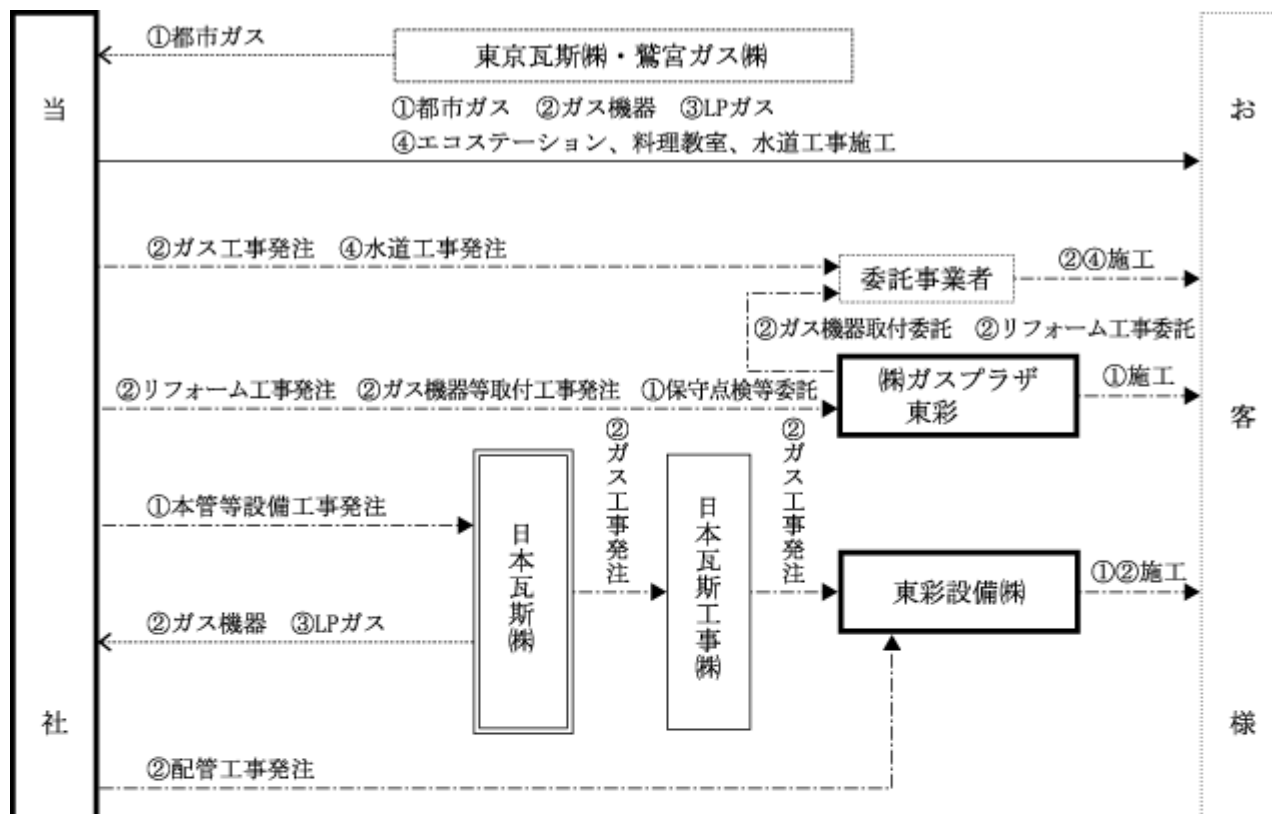 ①都市ガス
東京瓦斯㈱・鷲宮ガス㈱
当社
お客様
①都市ガス ②ガス機器 ③LPガス
④エコステーション、料理教室、水道工事施工
②ガス工事発注 ④水道工事発注
委託事業者
②④施工
②ガス機器取付委託 ②リフォーム工事委託
②リフォーム工事発注 ②ガス機器等取付工事発注 ①保守点検等委託
㈱ガスプラザ
東彩
①施工
②ガス工事発注
②ガス工事発注
①本管等設備工事発注
日本瓦斯㈱
日本瓦斯工事㈱
東彩設備㈱
①②施工
②ガス機器 ③LPガス
②配管工事発注